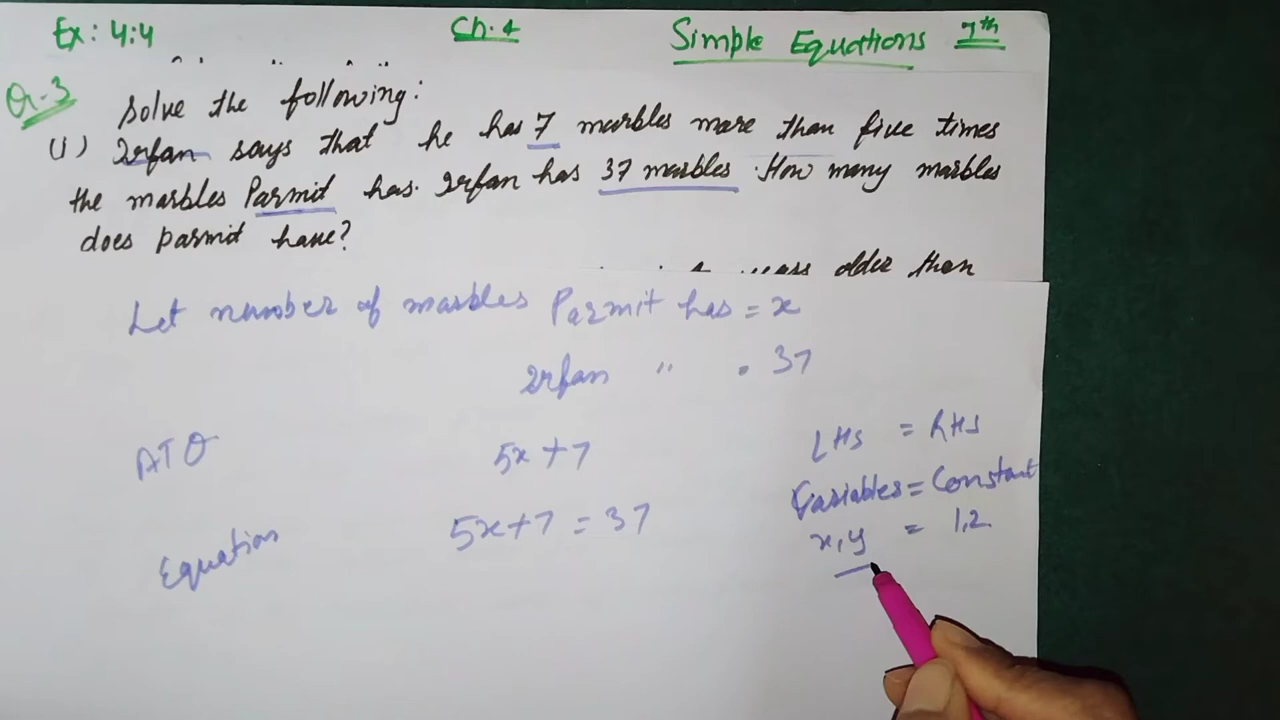 Ex: 4:4 Ch. 4 Simple Equations 7th
Q.3 Solve the following:
(i) Irfan says that he has 7 marbles more than five times
the marbles Parmit has. Irfan has 37 marbles. How many marbles
does parmit have?
older than
Let number of marbles Parmit has = x
Irfan " = 37
ATQ 5x+7
Equation 5x+7 = 37
LHS = RHS
Variables = Constant
x,y = 1,2